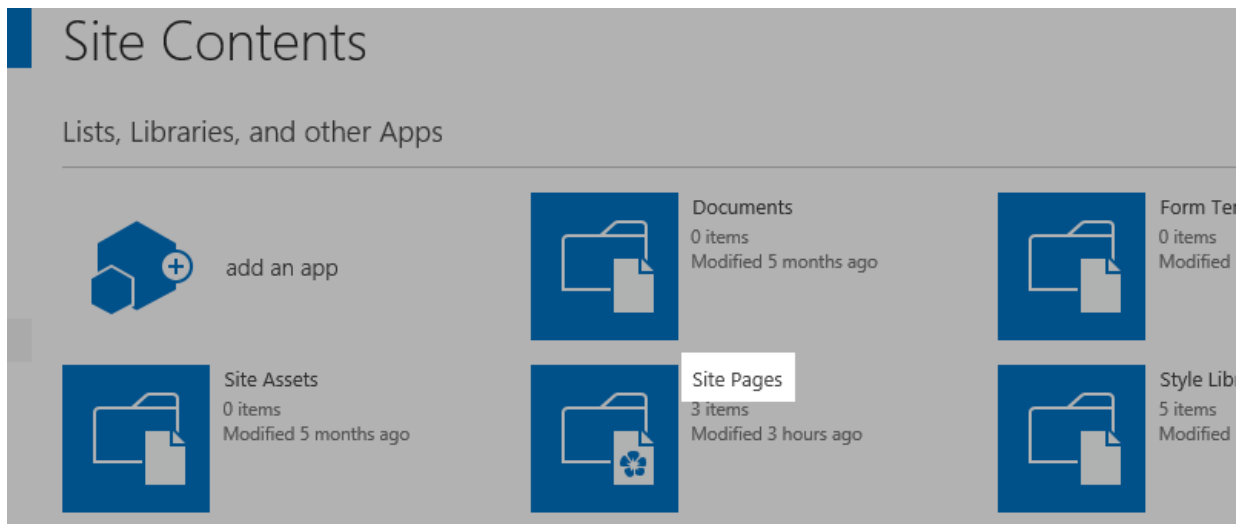 Site Contents
Lists, Libraries, and other Apps
add an app
Documents
0 items
Modified 5 months ago
Form
0 items
Modified
Site Assets
0 items
Modified 5 months ago
Site Pages
3 items
Modified 3 hours ago
Style
5 items
Modified